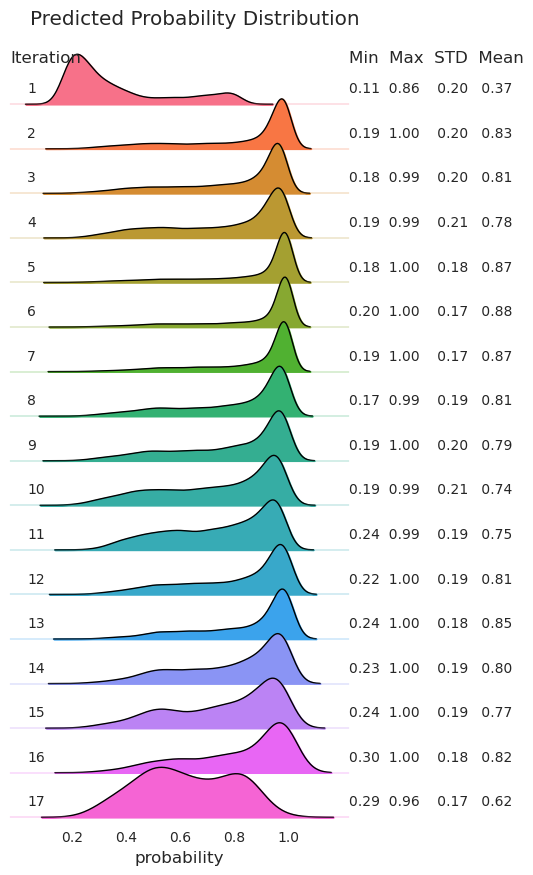 Predicted Probability Distribution
Iteration Min Max STD Mean
1 0.11 0.86 0.20 0.37
2 0.19 1.00 0.20 0.83
3 0.18 0.99 0.20 0.81
4 0.19 0.99 0.21 0.78
5 0.18 1.00 0.18 0.87
6 0.20 1.00 0.17 0.88
7 0.19 1.00 0.17 0.87
8 0.17 0.99 0.19 0.81
9 0.19 1.00 0.20 0.79
10 0.19 0.99 0.21 0.74
11 0.24 0.99 0.19 0.75
12 0.22 1.00 0.19 0.81
13 0.24 1.00 0.18 0.85
14 0.23 1.00 0.19 0.80
15 0.24 1.00 0.19 0.77
16 0.30 1.00 0.18 0.82
17 0.29 0.96 0.17 0.62
0.2 0.4 0.6 0.8 1.0
probability